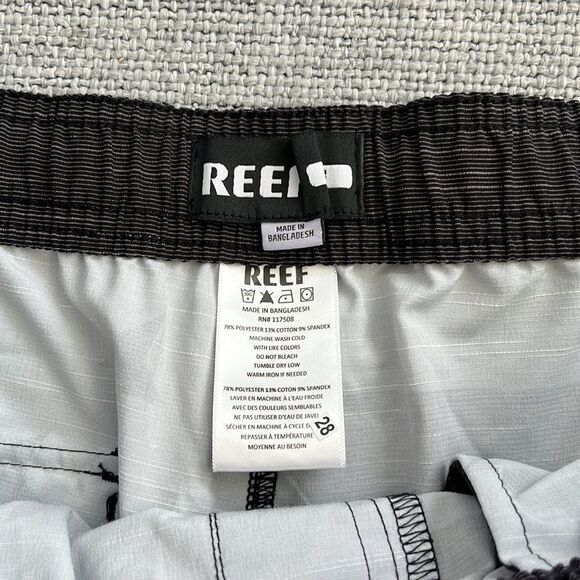 REEF
MADE IN
BANGLADESH
REEF
MADE IN BANGLADESH
RN# 117508
78% POLYESTER 13% COTTON 9% SPANDEX
MACHINE WASH COLD
WITH LIKE COLORS
DO NOT BLEACH
TUMBLE DRY LOW
WARM IRON IF NEEDED
78% POLYESTER 13% COTTON 9% SPANDEX
LAVER EN MACHINE À L'EAU FROIDE
AVEC DES COULEURS SEMBLABLES
NE PAS UTILISER D'EAU DE JAVEL
SÉCHER EN MACHINE À CYCLE D
REPASSER À TEMPÉRATURE
MOYENNE AU BESOIN
28